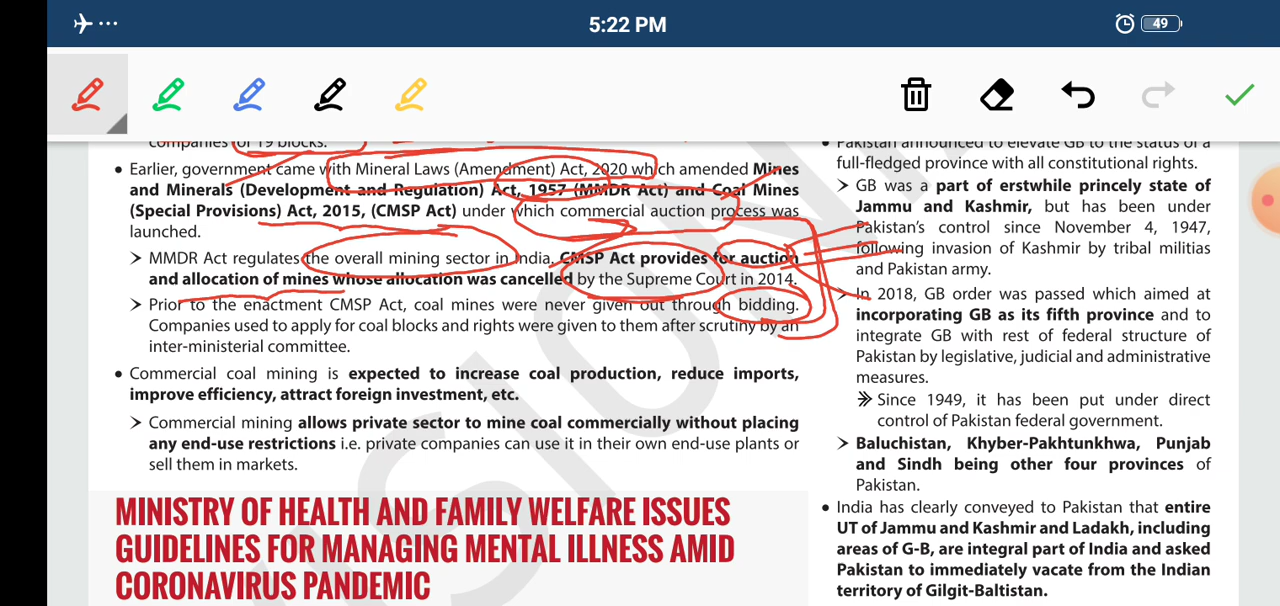 5:22 PM
49
companies for 19 blocks.
• Earlier, government came with Mineral Laws (Amendment) Act, 2020 which amended Mines
and Minerals (Development and Regulation) Act, 1957 (MMDR Act) and Coal Mines
(Special Provisions) Act, 2015, (CMSP Act) under which commercial auction process was
launched.
➢ MMDR Act regulates the overall mining sector in India. CMSP Act provides for auction
and allocation of mines whose allocation was cancelled by the Supreme Court in 2014.
➢ Prior to the enactment CMSP Act, coal mines were never given out through bidding.
Companies used to apply for coal blocks and rights were given to them after scrutiny by an
inter-ministerial committee.
• Commercial coal mining is expected to increase coal production, reduce imports,
improve efficiency, attract foreign investment, etc.
➢ Commercial mining allows private sector to mine coal commercially without placing
any end-use restrictions i.e. private companies can use it in their own end-use plants or
sell them in markets.
MINISTRY OF HEALTH AND FAMILY WELFARE ISSUES
GUIDELINES FOR MANAGING MENTAL ILLNESS AMID
CORONAVIRUS PANDEMIC
• Pakistan announced to elevate GB to the status of a
full-fledged province with all constitutional rights.
➢ GB was a part of erstwhile princely state of
Jammu and Kashmir, but has been under
Pakistan's control since November 4, 1947,
following invasion of Kashmir by tribal militias
and Pakistan army.
➢ In 2018, GB order was passed which aimed at
incorporating GB as its fifth province and to
integrate GB with rest of federal structure of
Pakistan by legislative, judicial and administrative
measures.
Since 1949, it has been put under direct
control of Pakistan federal government.
➢ Baluchistan, Khyber-Pakhtunkhwa, Punjab
and Sindh being other four provinces of
Pakistan.
• India has clearly conveyed to Pakistan that entire
UT of Jammu and Kashmir and Ladakh, including
areas of G-B, are integral part of India and asked
Pakistan to immediately vacate from the Indian
territory of Gilgit-Baltistan.